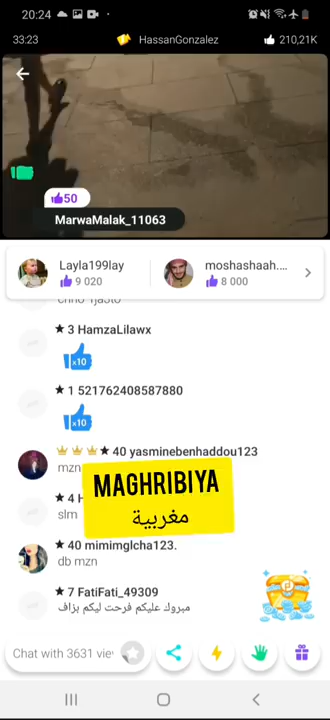 20:24
33:23
HassanGonzalez
210,21K
50
MarwaMalak_11063
Layla199lay
9 020
moshashaah....
8 000
★ 3 HamzaLilawx
x10
★ 1 521762408587880
x10
★ 40 yasminebenhaddou123
mzn
MAGHRIBIYA
مغربية
★ 4 H
slm
★ 40 mimimglcha123.
db mzn
★ 7 FatiFati_49309
مبروك عليكم فرحت ليكم بزاف
Chat with 3631 vie